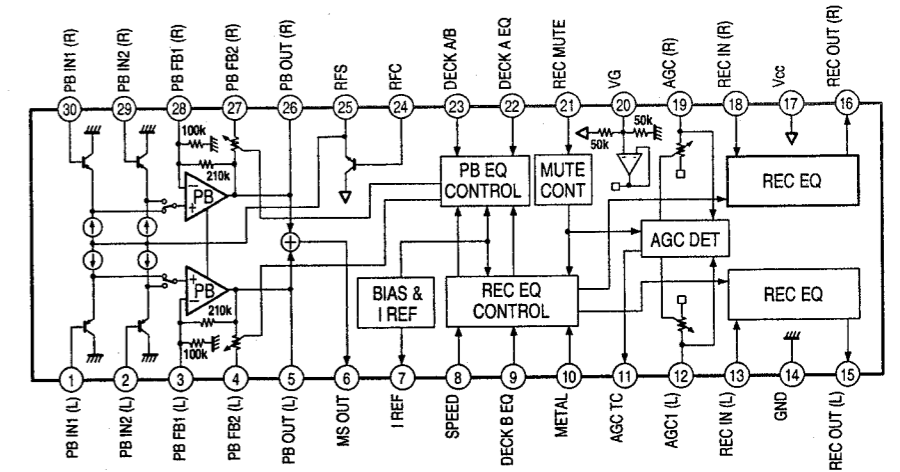 PB IN1 (R)
PB IN2 (R)
PB FB1 (R)
PB FB2 (R)
PB OUT (R)
RFS
RFC
DECK A/B
DECK A EQ
REC MUTE
VG
AGC (R)
REC IN (R)
Vcc
REC OUT (R)
30
29
28
27
26
25
24
23
22
21
20
19
18
17
16
100k
210k
50k
50k
PB
PB EQ
CONTROL
MUTE
CONT
REC EQ
AGC DET
PB
210k
100k
BIAS &
I REF
REC EQ
CONTROL
REC EQ
1
2
3
4
5
6
7
8
9
10
11
12
13
14
15
PB IN1 (L)
PB IN2 (L)
PB FB1 (L)
PB FB2 (L)
PB OUT (L)
MS OUT
I REF
SPEED
DECK B EQ
METAL
AGC TC
AGC1 (L)
REC IN (L)
GND
REC OUT (L)